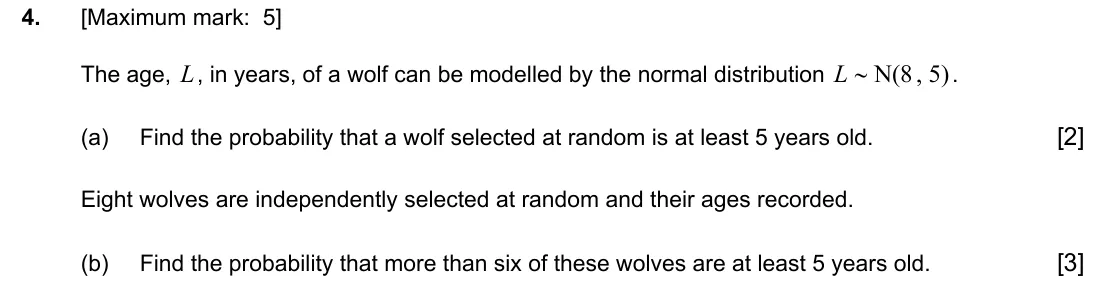 4. [Maximum mark: 5]
The age, L, in years, of a wolf can be modelled by the normal distribution L ~ N(8, 5).
(a) Find the probability that a wolf selected at random is at least 5 years old. [2]
Eight wolves are independently selected at random and their ages recorded.
(b) Find the probability that more than six of these wolves are at least 5 years old. [3]